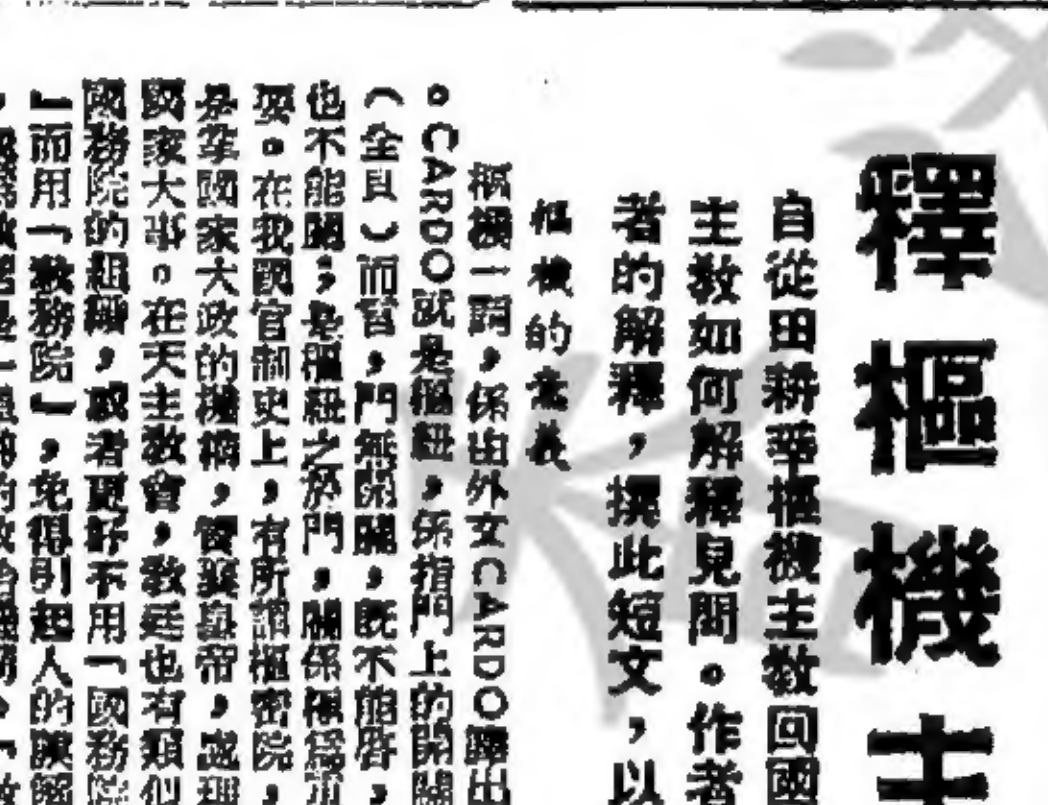 釋樞機主
自從田耕莘樞機主教回國
主教如何解釋見問。作者
者的解釋,撰此短文,以
樞機的意義
樞機一詞,係由外文CARDO譯出
。CARDO就是樞紐,係指門上的開關
(全具)而言,門無開關,既不能啓,
也不能關;是樞紐之於門,關係極爲重
要。在我國官制史上,有所謂樞密院,
是掌國家大政的機構,贊襄皇帝,處理
國家大事。在天主教會,教廷也有類似
國務院的組織,或者更好不用「國務院
」而用「教務院」,免得引起人的誤解